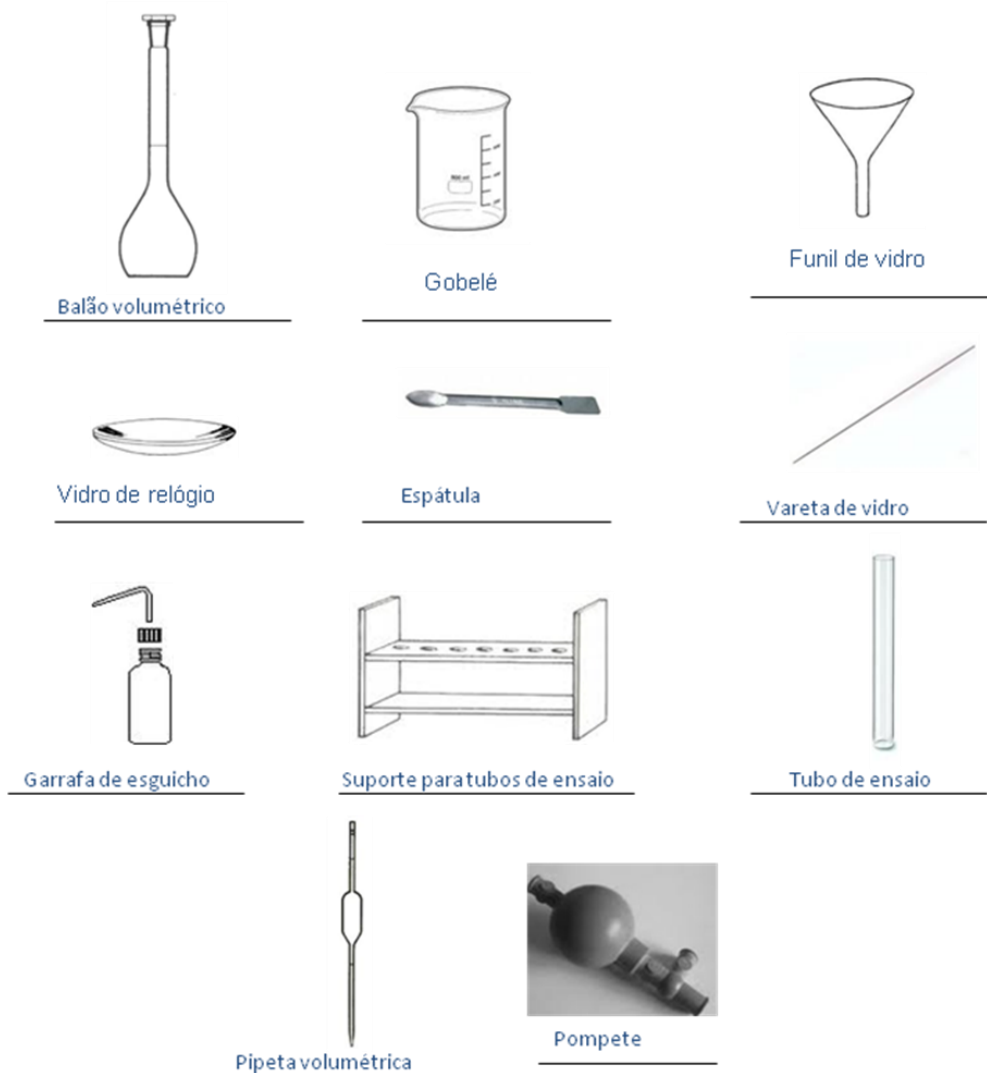 Balão volumétrico
Gobelé
Funil de vidro
Vidro de relógio
Espátula
Vareta de vidro
Garrafa de esguicho
Suporte para tubos de ensaio
Tubo de ensaio
Pipeta volumétrica
Pompete